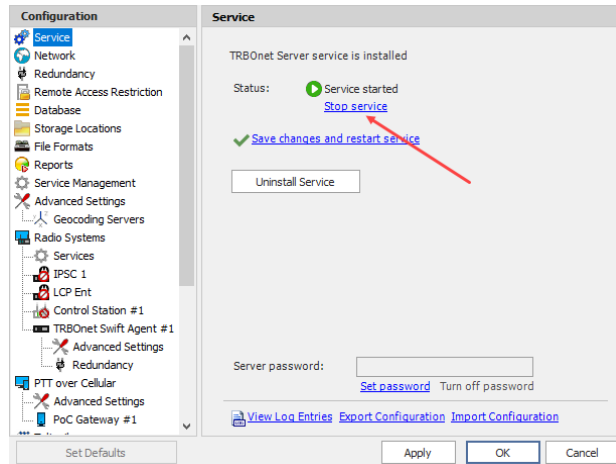 Configuration
Service
Network
Redundancy
Remote Access Restriction
Database
Storage Locations
File Formats
Reports
Service Management
Advanced Settings
Geocoding Servers
Radio Systems
Services
IPSC 1
LCP Ent
Control Station #1
TRBOnet Swift Agent #1
Advanced Settings
Redundancy
PTT over Cellular
Advanced Settings
PoC Gateway #1
Set Defaults
Service
TRBOnet Server service is installed
Status: Service started
Stop service
Save changes and restart service
Uninstall Service
Server password:
Set password Turn off password
View Log Entries Export Configuration Import Configuration
Apply OK Cancel